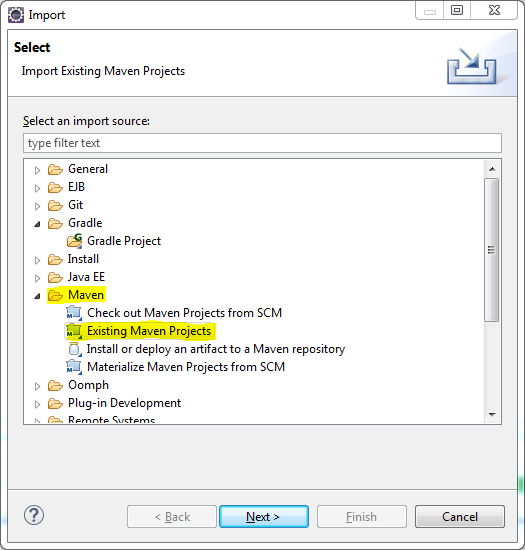 Import
Select
Import Existing Maven Projects
Select an import source:
type filter text
General
EJB
Git
Gradle
Gradle Project
Install
Java EE
Maven
Check out Maven Projects from SCM
Existing Maven Projects
Install or deploy an artifact to a Maven repository
Materialize Maven Projects from SCM
Oomph
Plug-in Development
Remote Systems
< Back Next > Finish Cancel